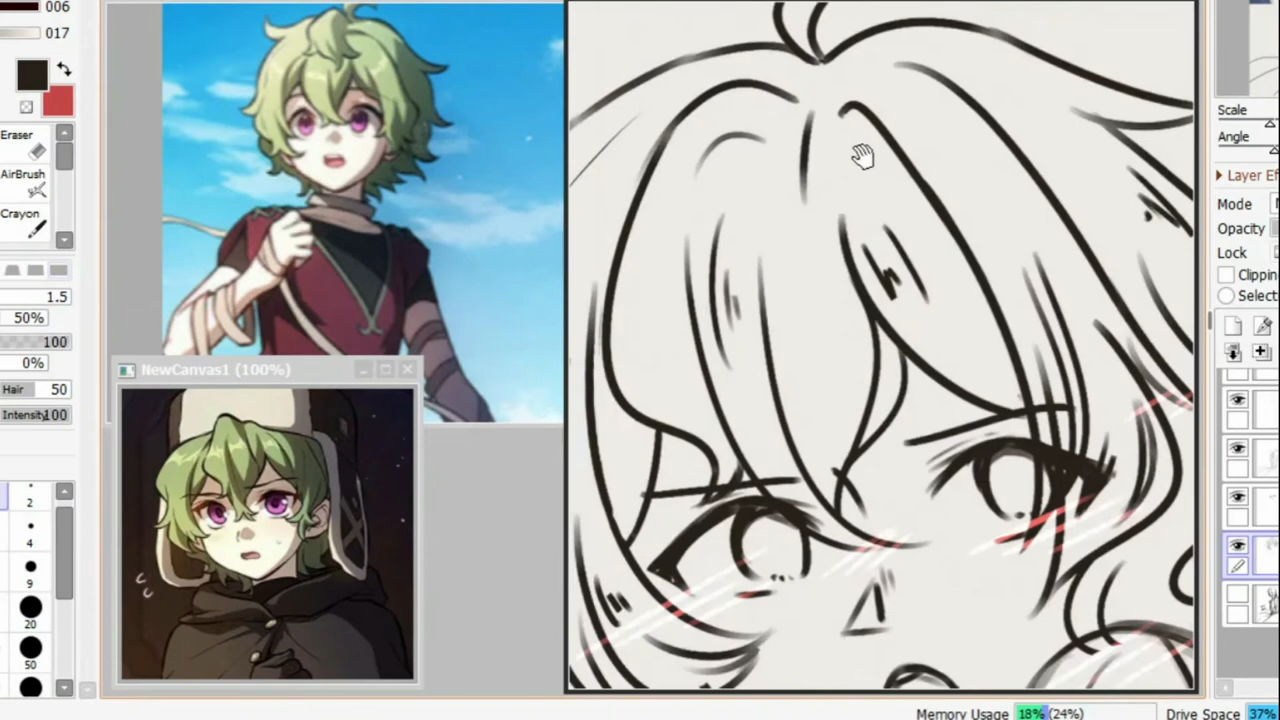 006
017
Eraser
AirBrush
Crayon
1.5
50%
100
0%
Hair 50
Intensity 100
2
4
9
20
50
NewCanvas1 (100%)
Scale
Angle
Layer Ef
Mode
Opacity
Lock
Clippin
Select
Memory Usage 18% (24%) Drive Space 37%